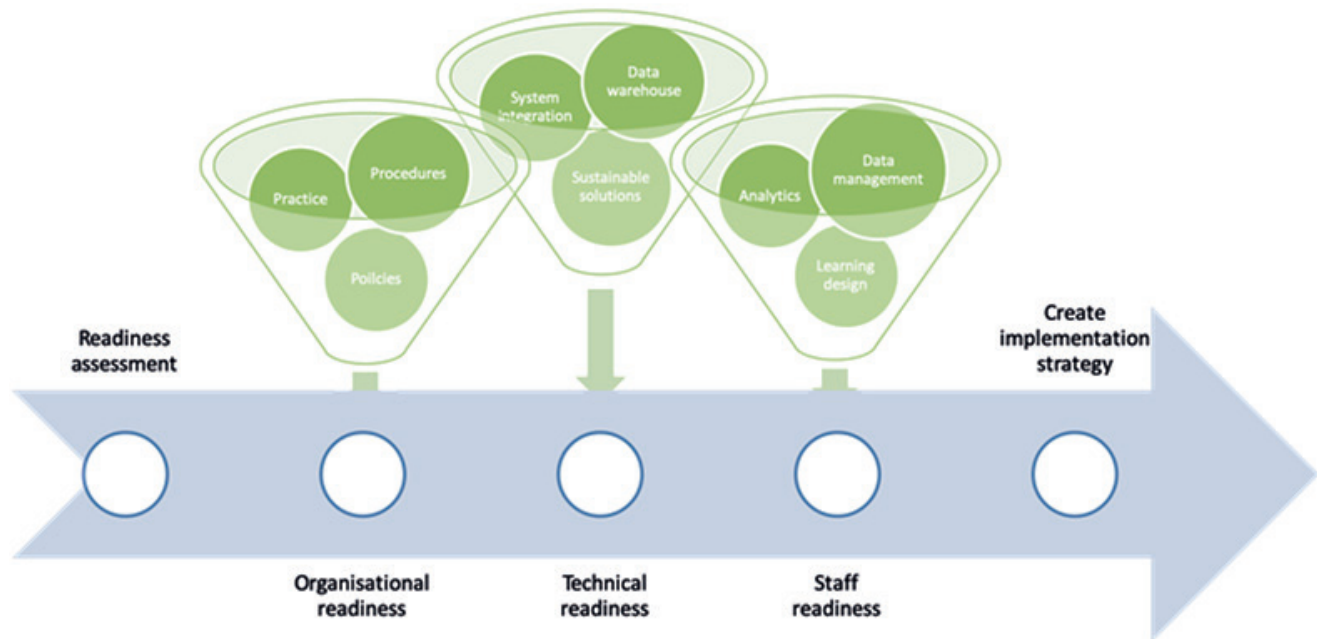 System
integration
Data
warehouse
Sustainable
solutions
Practice
Procedures
Poilcies
Analytics
Data
management
Learning
design
Readiness
assessment
Create
implementation
strategy
Organisational
readiness
Technical
readiness
Staff
readiness